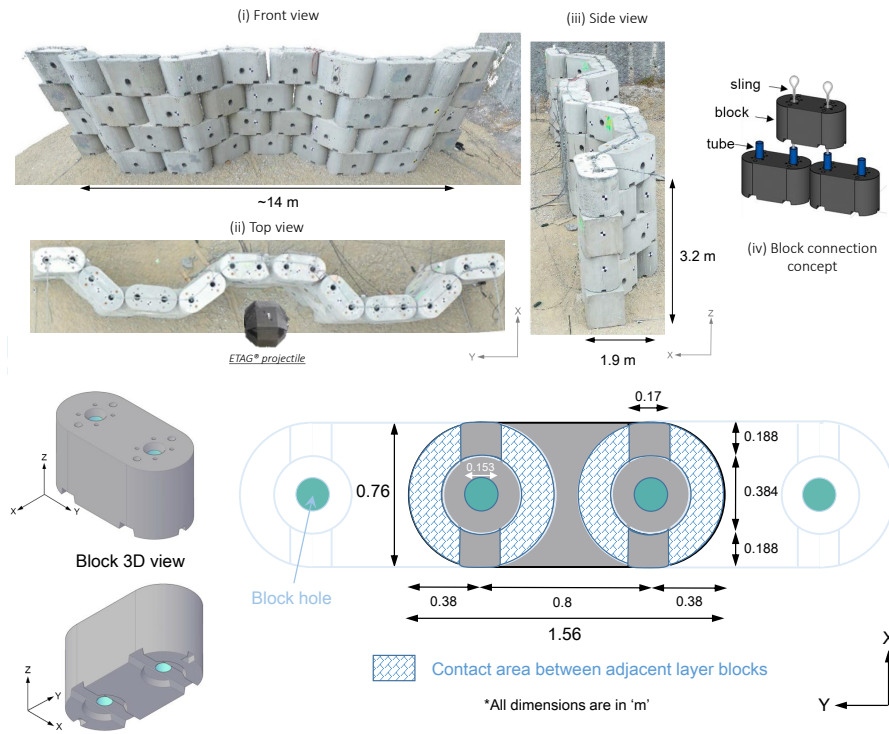 (i) Front view
~14 m
(ii) Top view
ETAG® projectile
X
Y
(iii) Side view
3.2 m
1.9 m
Z
X
sling
block
tube
(iv) Block connection
concept
Z
X
Y
Block 3D view
Z
Y
X
0.17
0.188
0.153
0.76
0.384
0.188
Block hole
0.38
0.8
0.38
1.56
Contact area between adjacent layer blocks
*All dimensions are in ‘m’
X
Y